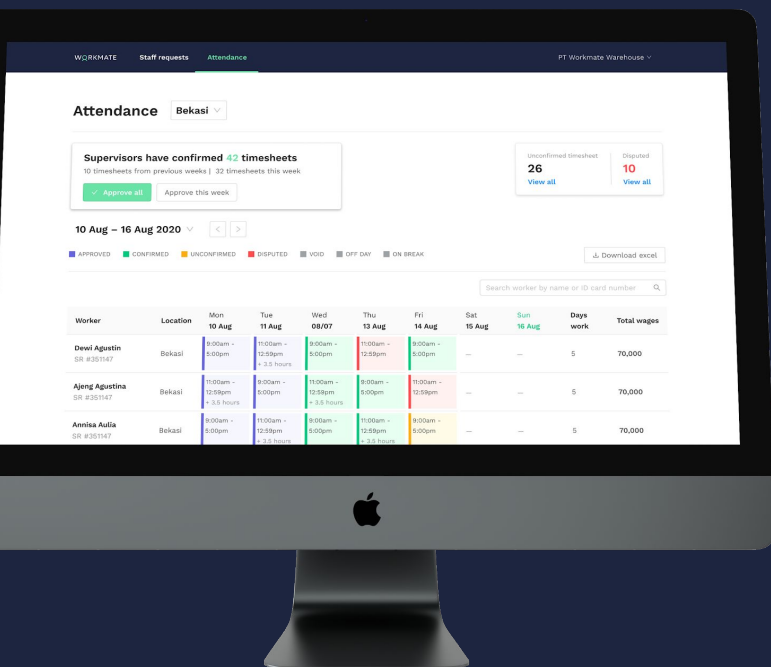 WORKMATE Staff requests Attendance PT Workmate Warehouse
Attendance Bekasi
Supervisors have confirmed 42 timesheets
10 timesheets from previous weeks | 32 timesheets this week
Approve all Approve this week
Unconfirmed timesheet Disputed
26 10
View all View all
10 Aug – 16 Aug 2020 < >
APPROVED CONFIRMED UNCONFIRMED DISPUTED VOID OFF DAY ON BREAK Download excel
Search worker by name or ID card number
Worker Location Mon Tue Wed Thu Fri Sat Sun Days Total wages
10 Aug 11 Aug 08/07 13 Aug 14 Aug 15 Aug 16 Aug work
Dewi Agustin Bekasi 9:00am - 11:00am - 9:00am - 11:00am - 9:00am - – – 5 70,000
SR #351147 5:00pm 12:59pm 5:00pm 12:59pm 5:00pm
+ 3.5 hours
Ajeng Agustina Bekasi 11:00am - 9:00am - 11:00am - 9:00am - 11:00am - – – 5 70,000
SR #351147 12:59pm 5:00pm 12:59pm 5:00pm 12:59pm
+ 3.5 hours + 3.5 hours
Annisa Aulia Bekasi 9:00am - 11:00am - 9:00am - 11:00am - 9:00am - – – 5 70,000
SR #351147 5:00pm 12:59pm 5:00pm 12:59pm 5:00pm
+ 3.5 hours + 3.5 hours